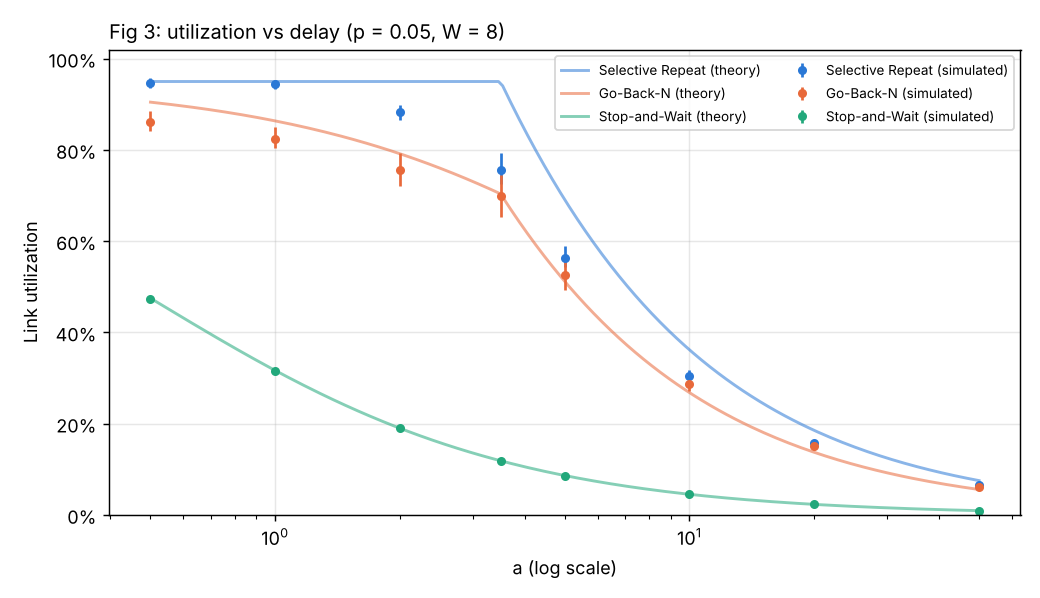 Fig 3: utilization vs delay (p = 0.05, W = 8)
Link utilization
100%
80%
60%
40%
20%
0%
Selective Repeat (theory)
Go-Back-N (theory)
Stop-and-Wait (theory)
Selective Repeat (simulated)
Go-Back-N (simulated)
Stop-and-Wait (simulated)
10⁰
10¹
a (log scale)